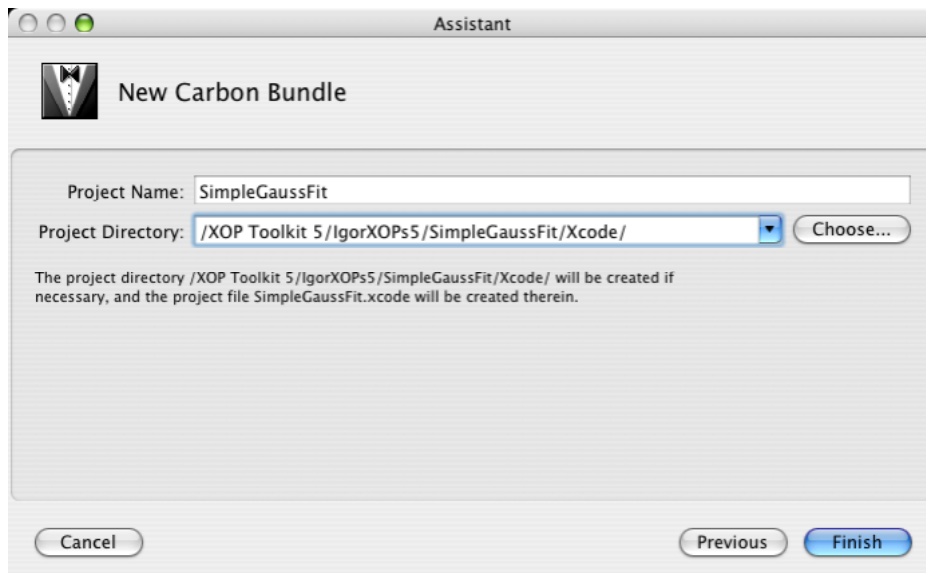 Assistant
New Carbon Bundle
Project Name: SimpleGaussFit
Project Directory: /XOP Toolkit 5/IgorXOPs5/SimpleGaussFit/Xcode/ Choose...
The project directory /XOP Toolkit 5/IgorXOPs5/SimpleGaussFit/Xcode/ will be created if
necessary, and the project file SimpleGaussFit.xcode will be created therein.
Cancel Previous Finish